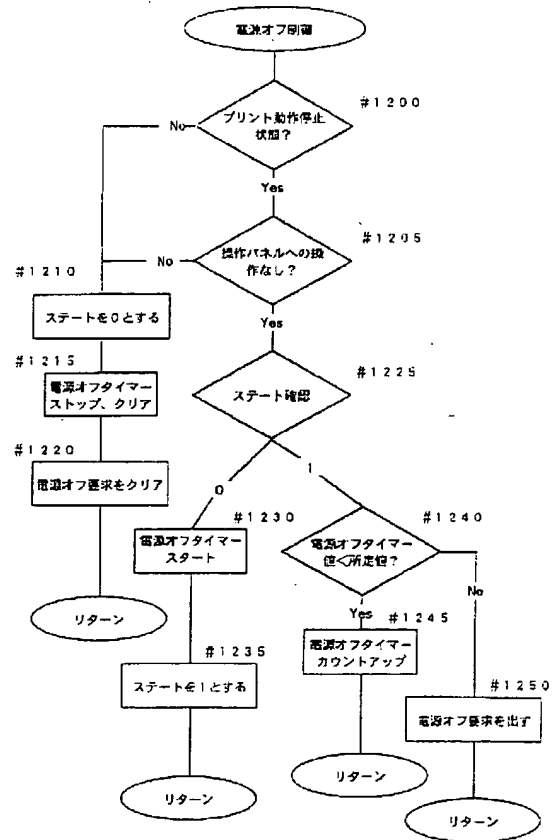 電源オフ制御
#1200
プリント動作停止
状態?
No
Yes
#1205
操作パネルへの操
作なし?
No
Yes
#1210
ステートを0とする
#1215
電源オフタイマー
ストップ、クリア
#1225
ステート確認
#1220
電源オフ要求をクリア
0
1
#1230
電源オフタイマー
スタート
#1240
電源オフタイマー
値<所定値?
No
Yes
リターン
#1245
電源オフタイマー
カウントアップ
#1235
ステートを1とする
#1250
電源オフ要求を出す
リターン
リターン
リターン